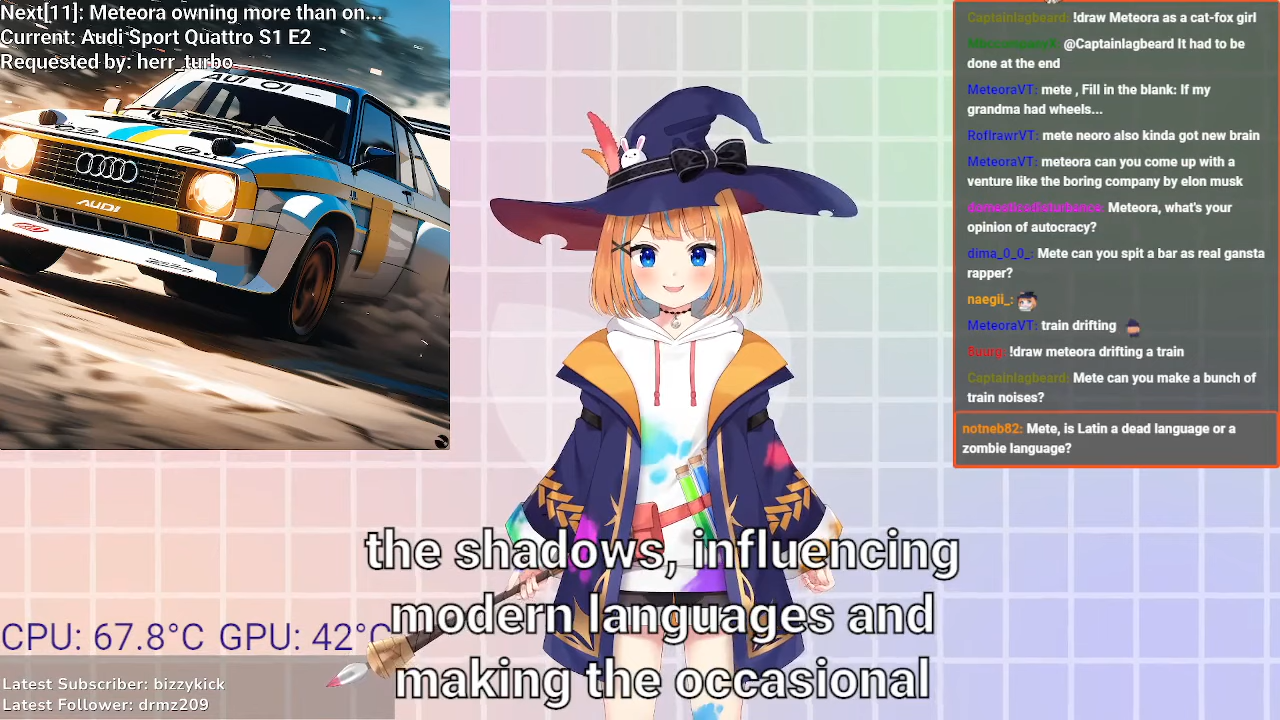 Next[11]: Meteora owning more than on...
Current: Audi Sport Quattro S1 E2
Requested by: herr_turbo
AUDI
AUDI
CPU: 67.8°C GPU: 42°C
Latest Subscriber: bizzykick
Latest Follower: drmz209
the shadows, influencing
modern languages and
making the occasional
Captainlagbeard: !draw Meteora as a cat-fox girl
@Captainlagbeard It had to be
done at the end
MeteoraVT: mete , Fill in the blank: If my
grandma had wheels...
RoflrawrVT: mete neoro also kinda got new brain
MeteoraVT: meteora can you come up with a
venture like the boring company by elon musk
Meteora, what's your
opinion of autocracy?
dima_0_0_: Mete can you spit a bar as real gansta
rapper?
naegii_:
MeteoraVT: train drifting
!draw meteora drifting a train
Captainlagbeard: Mete can you make a bunch of
train noises?
notneb82: Mete, is Latin a dead language or a
zombie language?